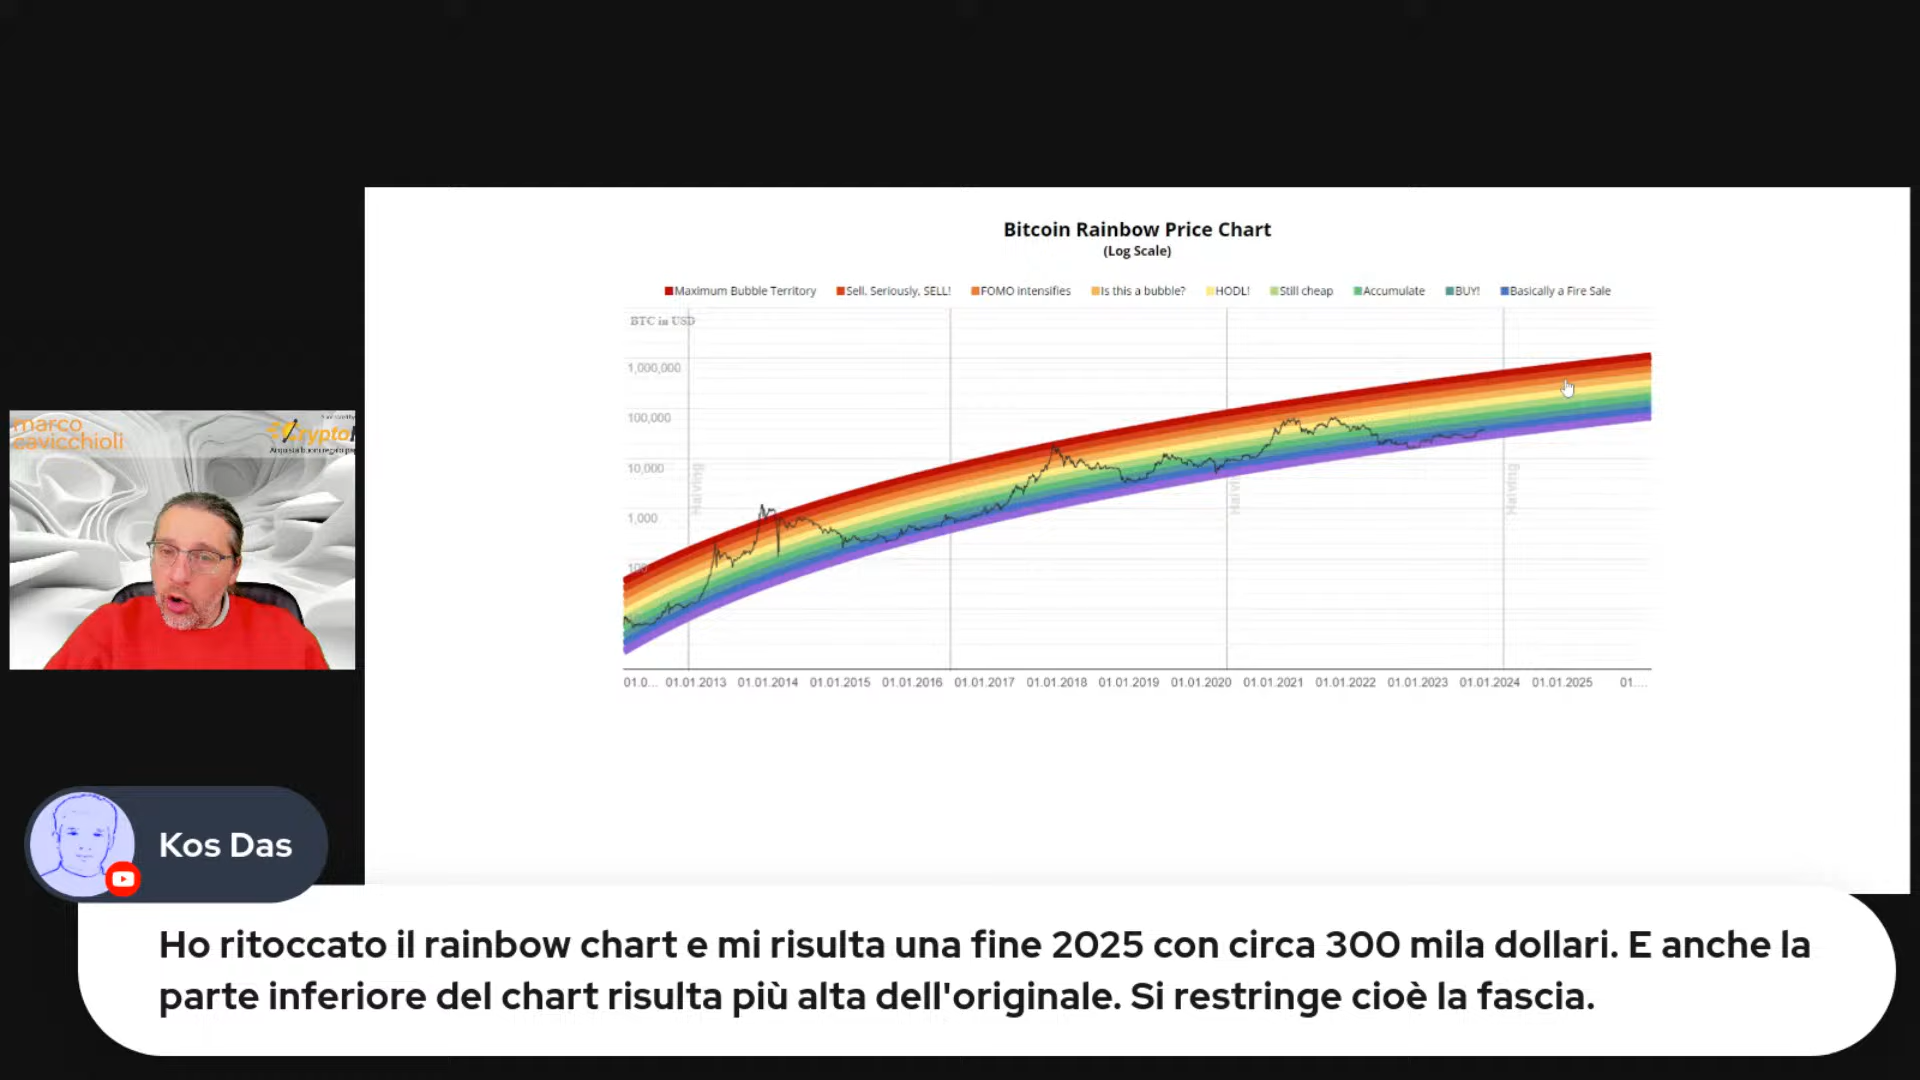 Bitcoin Rainbow Price Chart
(Log Scale)
Maximum Bubble Territory Sell. Seriously, SELL! FOMO intensifies Is this a bubble? HODL! Still cheap Accumulate BUY! Basically a Fire Sale
BTC in USD
1,000,000
100,000
10,000
1,000
100
Halving
Halving
Halving
01.0... 01.01.2013 01.01.2014 01.01.2015 01.01.2016 01.01.2017 01.01.2018 01.01.2019 01.01.2020 01.01.2021 01.01.2022 01.01.2023 01.01.2024 01.01.2025 01....
marco
cavicchioli
Kos Das
Ho ritoccato il rainbow chart e mi risulta una fine 2025 con circa 300 mila dollari. E anche la
parte inferiore del chart risulta più alta dell'originale. Si restringe cioè la fascia.